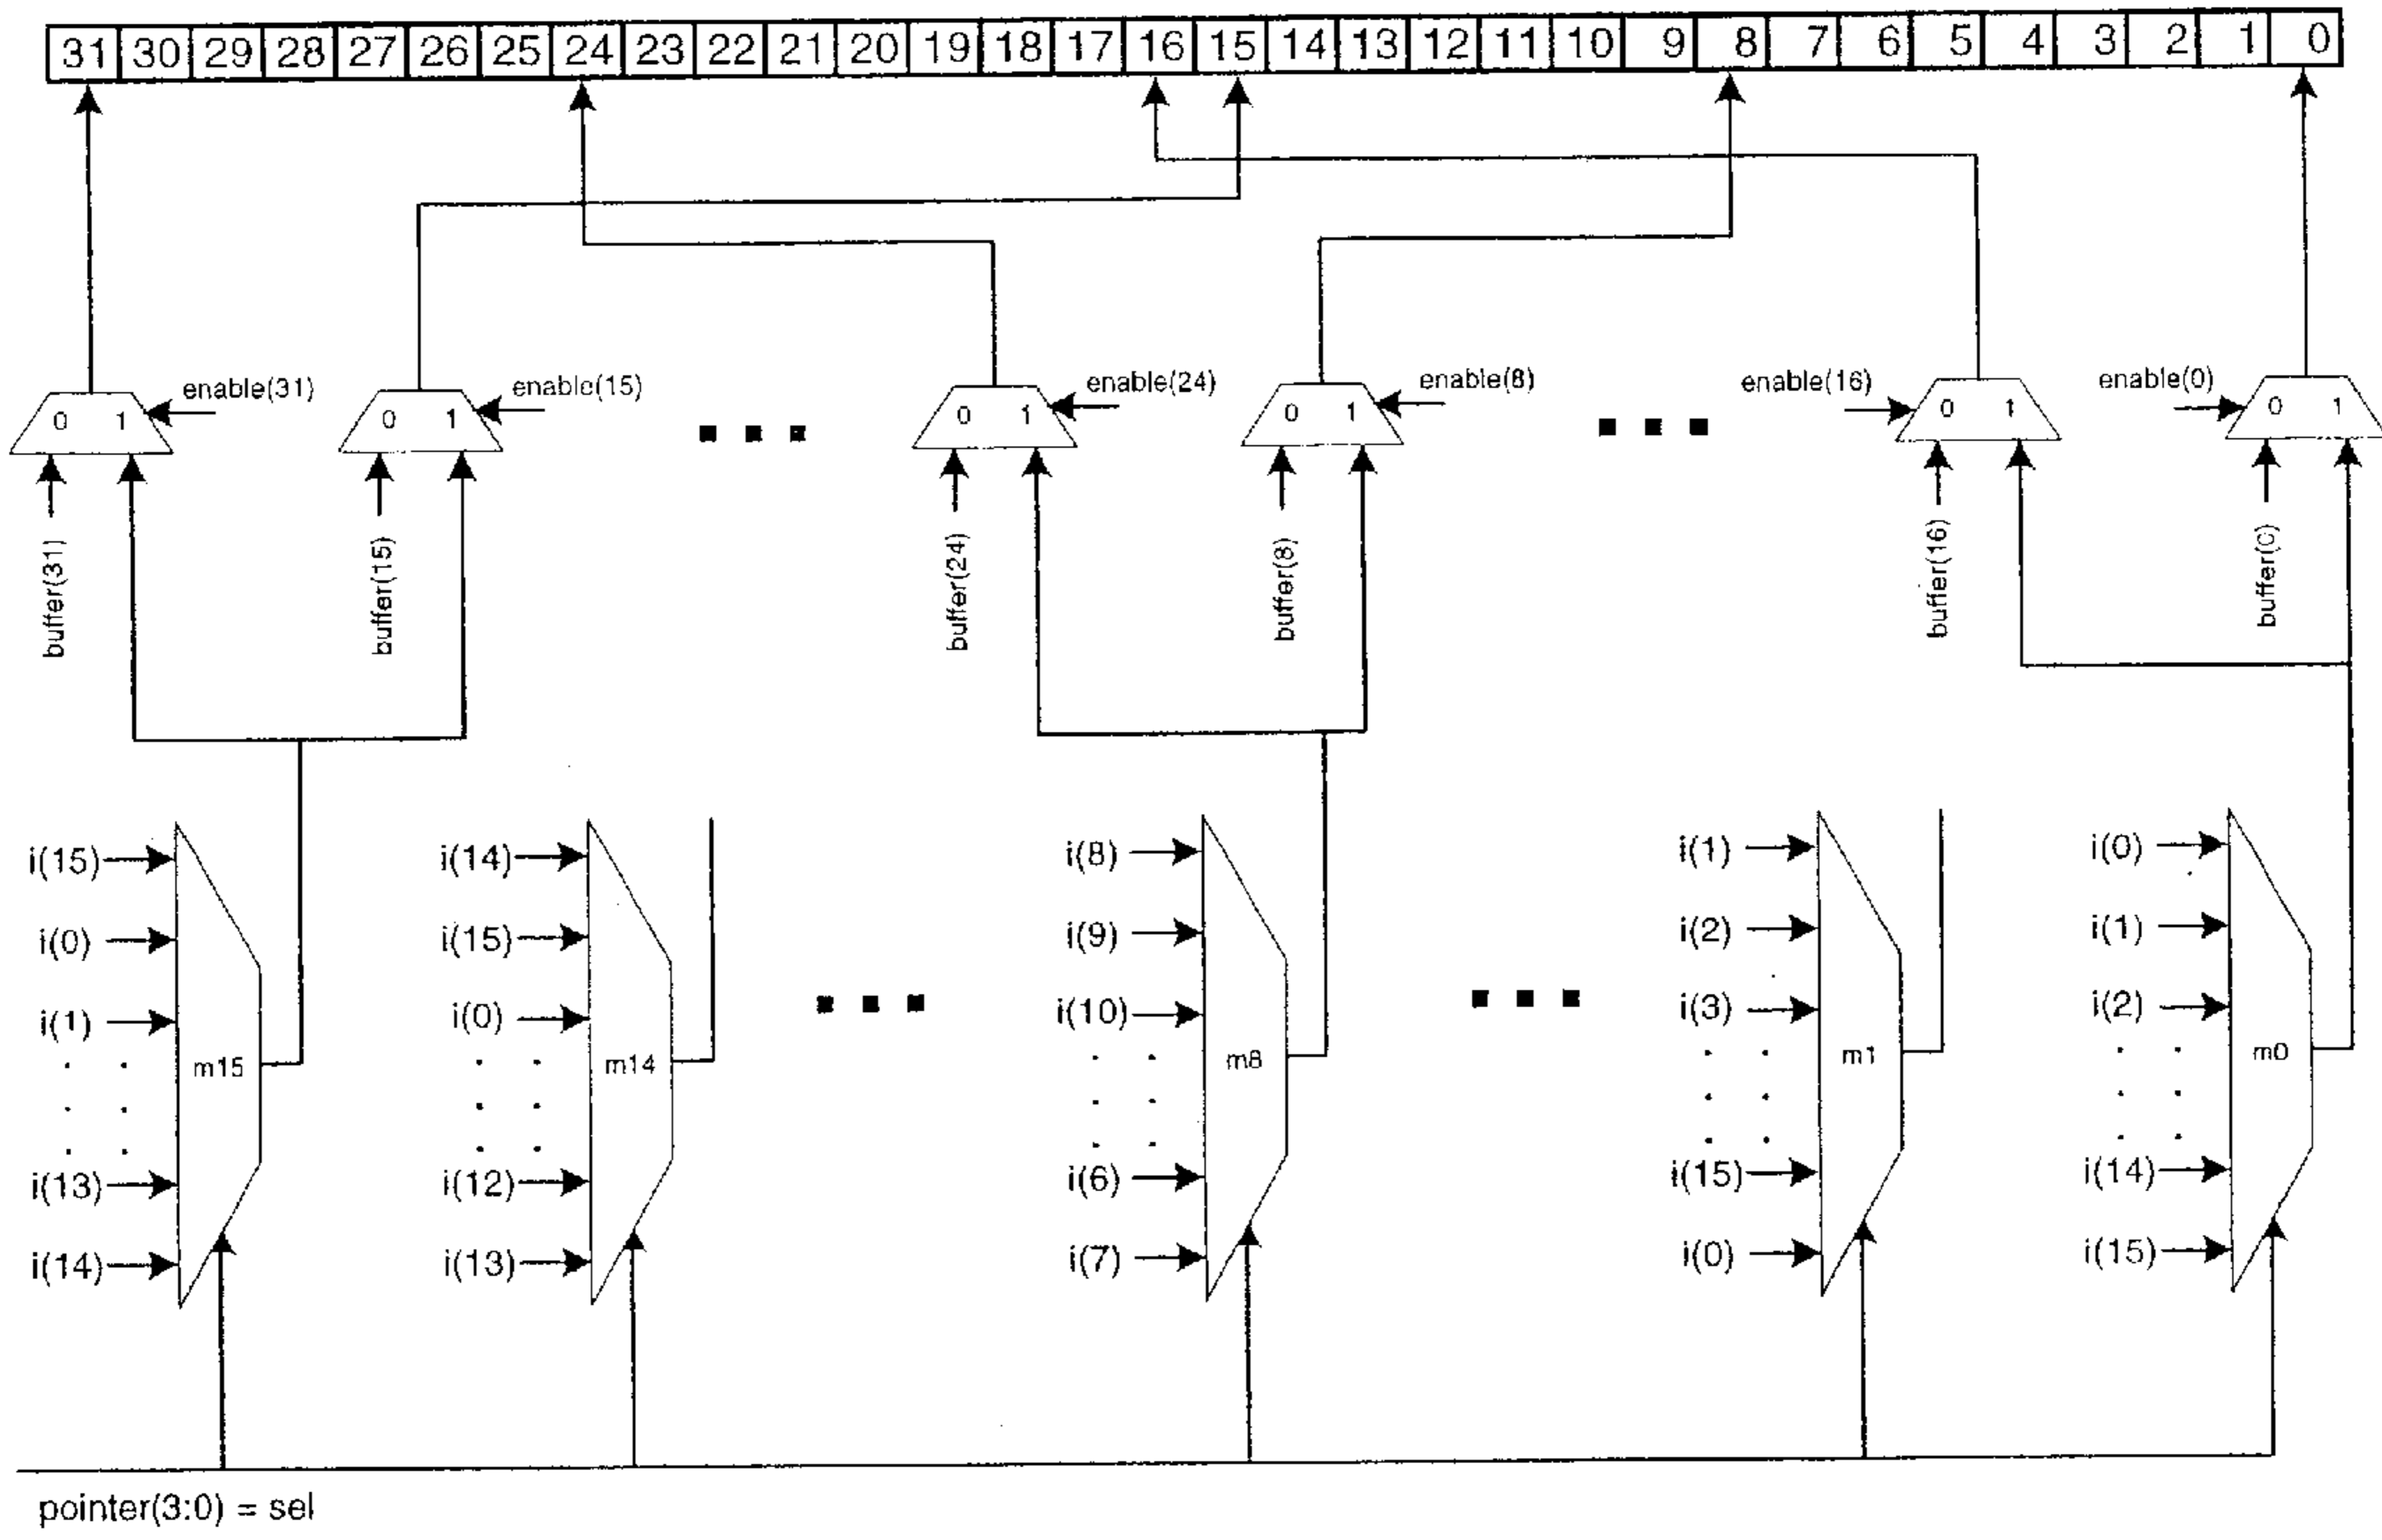 31 30 29 28 27 26 25 24 23 22 21 20 19 18 17 16 15 14 13 12 11 10 9 8 7 6 5 4 3 2 1 0
enable(31) enable(15) enable(24) enable(8) enable(16) enable(0)
0 1 0 1 0 1 0 1 0 1 0 1
buffer(31) buffer(15) buffer(24) buffer(8) buffer(16) buffer(0)
i(15) i(14) i(8) i(1) i(0)
i(0) i(15) i(9) i(2) i(1)
i(1) i(0) i(10) i(3) i(2)
m15 m14 m8 m1 m0
i(13) i(12) i(6) i(15) i(14)
i(14) i(13) i(7) i(0) i(15)
pointer(3:0) = sel